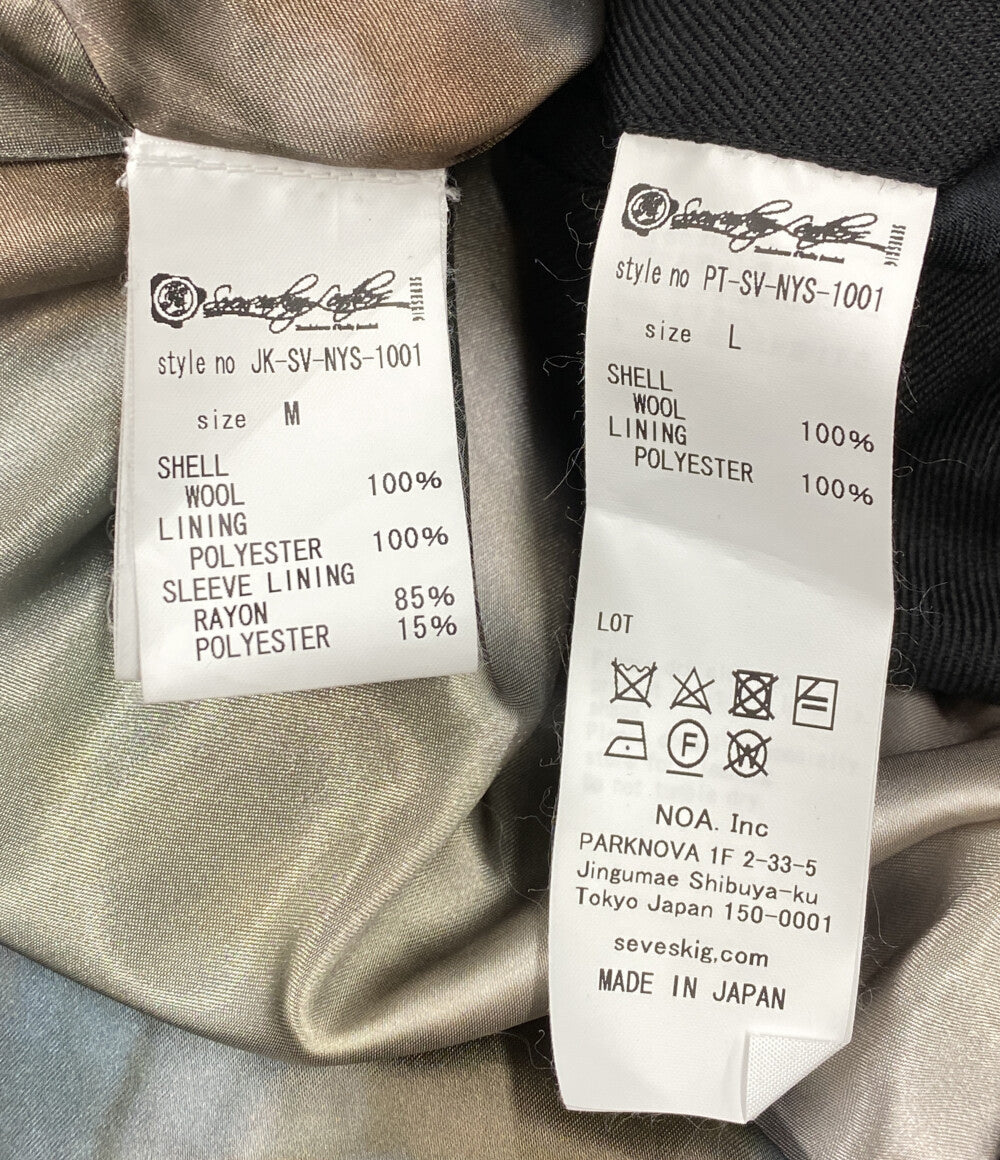 SEVESKIG
style no JK-SV-NYS-1001
size M
SHELL
WOOL 100%
LINING
POLYESTER 100%
SLEEVE LINING
RAYON 85%
POLYESTER 15%
SEVESKIG
style no PT-SV-NYS-1001
size L
SHELL
WOOL 100%
LINING
POLYESTER 100%
LOT
F
W
NOA. Inc
PARKNOVA 1F 2-33-5
Jingumae Shibuya-ku
Tokyo Japan 150-0001
seveskig.com
MADE IN JAPAN